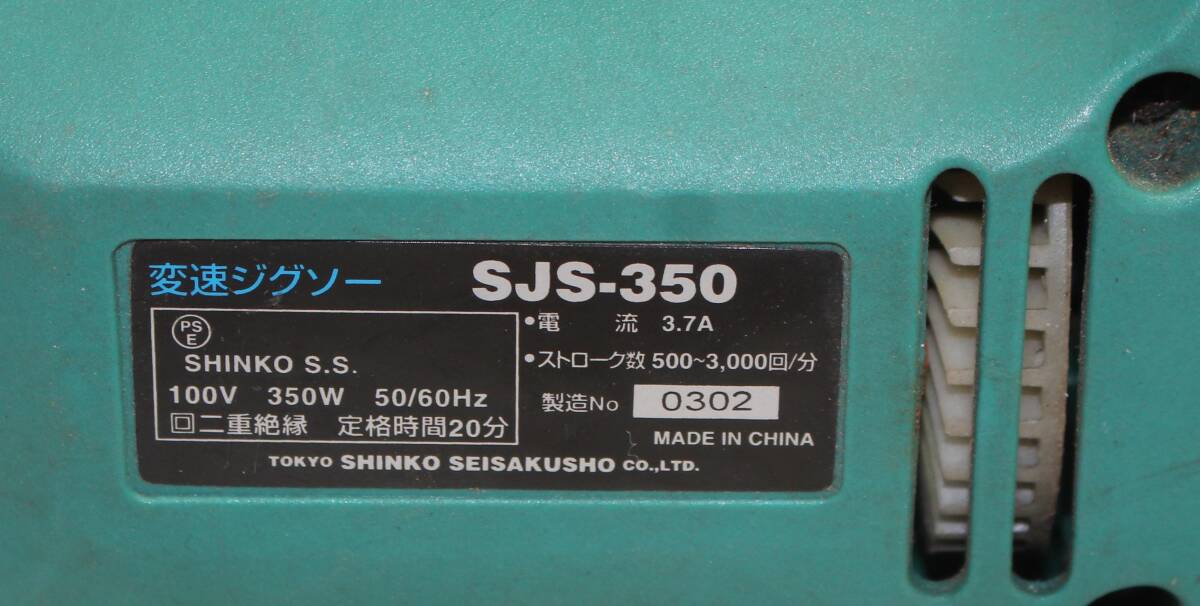 変速ジグソー SJS-350
PS
E
SHINKO S.S.
100V 350W 50/60Hz
回二重絶縁 定格時間20分
•電 流 3.7A
•ストローク数 500~3,000回/分
製造No 0302
MADE IN CHINA
TOKYO SHINKO SEISAKUSHO CO.,LTD.